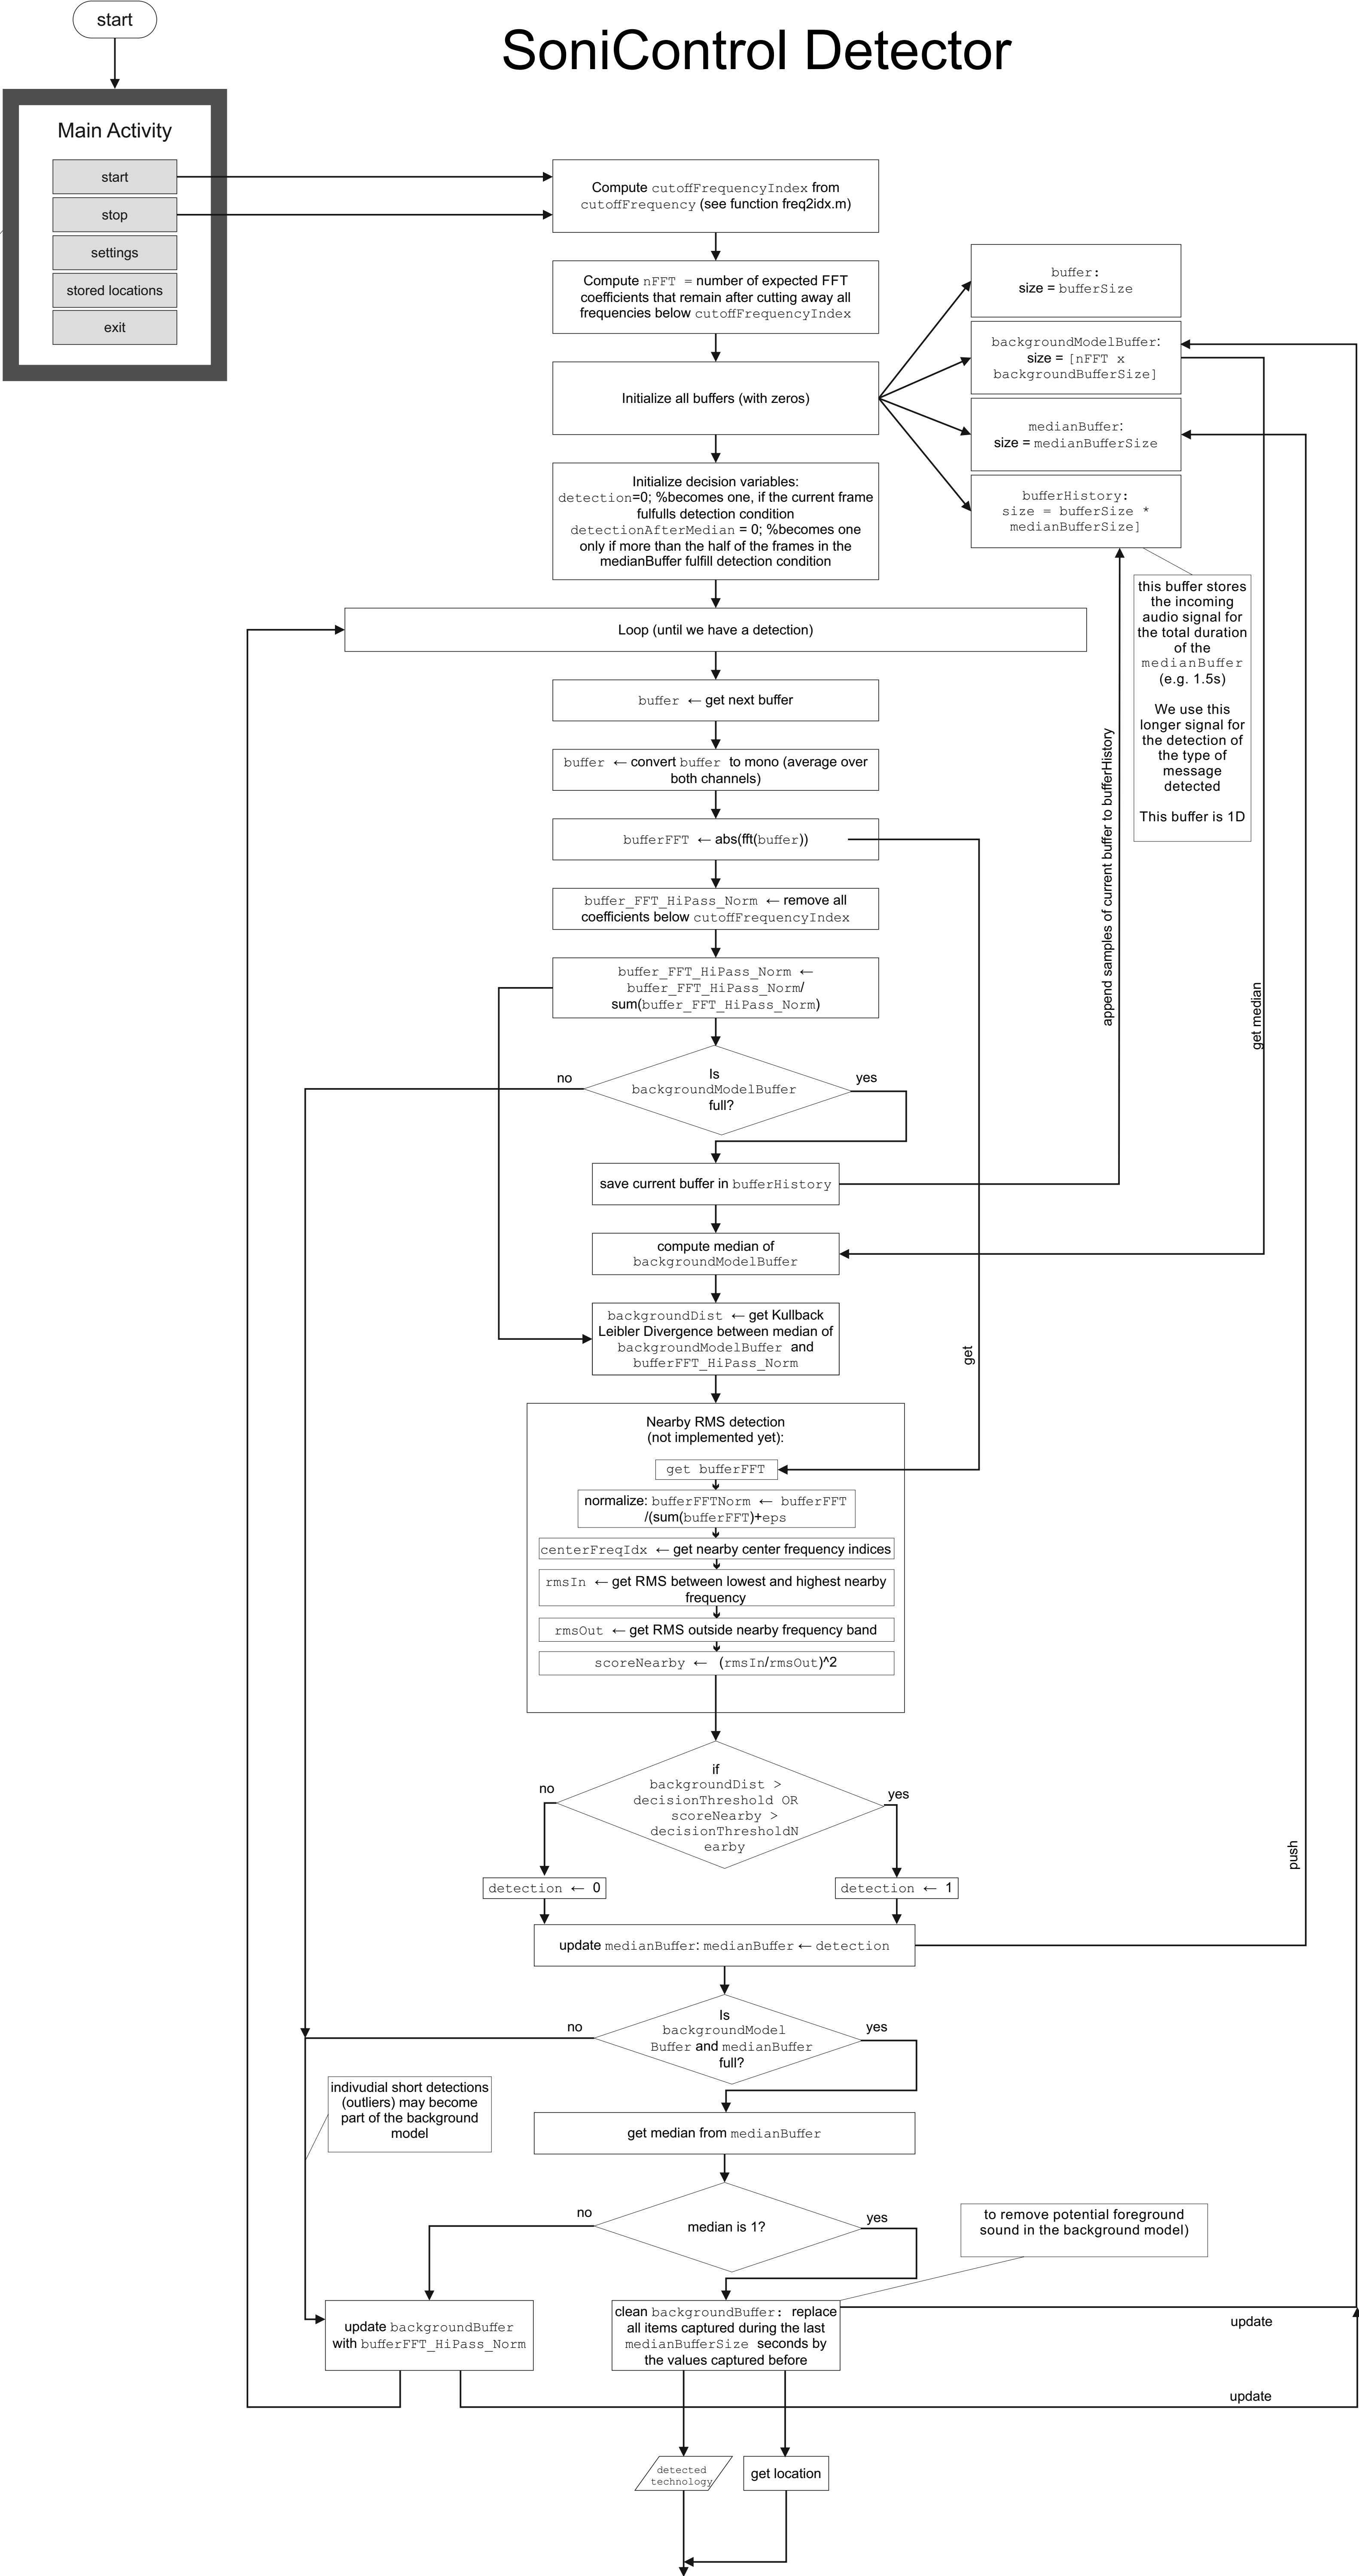 start
SoniControl Detector
Main Activity
start
stop
settings
stored locations
exit
Compute cutoffFrequencyIndex from
cutoffFrequency (see function freq2idx.m)
Compute nFFT = number of expected FFT
coefficients that remain after cutting away all
frequencies below cutoffFrequencyIndex
Initialize all buffers (with zeros)
buffer:
size = bufferSize
backgroundModelBuffer:
size = [nFFT x
backgroundBufferSize]
medianBuffer:
size = medianBufferSize
bufferHistory:
size = bufferSize *
medianBufferSize]
Initialize decision variables:
detection=0; %becomes one, if the current frame
fulfulls detection condition
detectionAfterMedian = 0; %becomes one
only if more than the half of the frames in the
medianBuffer fulfill detection condition
this buffer stores
the incoming
audio signal for
the total duration
of the
medianBuffer
(e.g. 1.5s)
We use this
longer signal for
the detection of
the type of
message
detected
This buffer is 1D
Loop (until we have a detection)
buffer ← get next buffer
buffer ← convert buffer to mono (average over
both channels)
bufferFFT ← abs(fft(buffer))
buffer_FFT_HiPass_Norm ← remove all
coefficients below cutoffFrequencyIndex
buffer_FFT_HiPass_Norm ←
buffer_FFT_HiPass_Norm/
sum(buffer_FFT_HiPass_Norm)
append samples of current buffer to bufferHistory
get median
no
Is
backgroundModelBuffer
full?
yes
save current buffer in bufferHistory
compute median of
backgroundModelBuffer
backgroundDist ← get Kullback
Leibler Divergence between median of
backgroundModelBuffer and
bufferFFT_HiPass_Norm
get
Nearby RMS detection
(not implemented yet):
get bufferFFT
normalize: bufferFFTNorm ← bufferFFT
/(sum(bufferFFT)+eps
centerFreqIdx ← get nearby center frequency indices
rmsIn ← get RMS between lowest and highest nearby
frequency
rmsOut ← get RMS outside nearby frequency band
scoreNearby ← (rmsIn/rmsOut)^2
no
if
backgroundDist >
decisionThreshold OR
scoreNearby >
decisionThresholdN
earby
yes
push
detection ← 0
detection ← 1
update medianBuffer: medianBuffer ← detection
no
Is
backgroundModel
Buffer and medianBuffer
full?
yes
indivudial short detections
(outliers) may become
part of the background
model
get median from medianBuffer
no
median is 1?
yes
to remove potential foreground
sound in the background model)
update backgroundBuffer
with bufferFFT_HiPass_Norm
clean backgroundBuffer: replace
all items captured during the last
medianBufferSize seconds by
the values captured before
update
update
detected
technology
get location